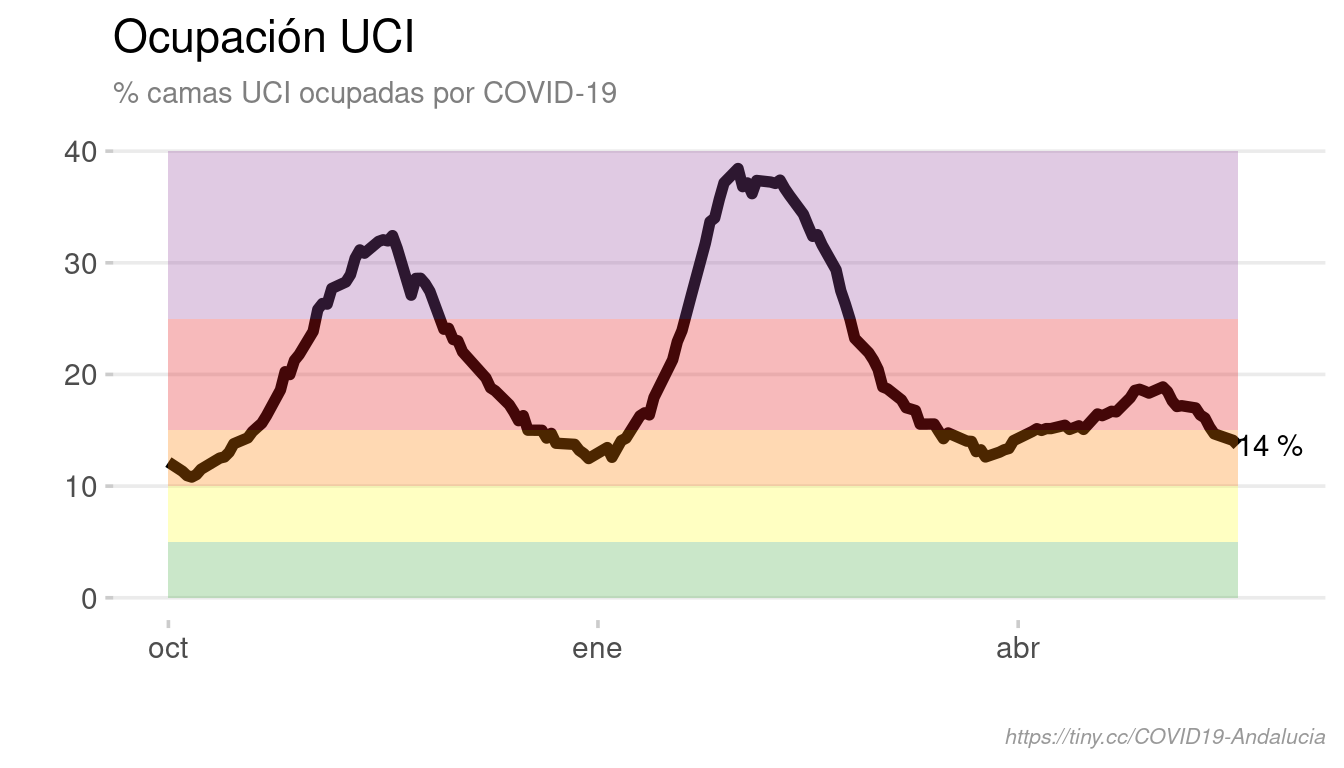 Ocupación UCI
% camas UCI ocupadas por COVID-19
40
30
20
10
0
14 %
oct ene abr
https://tiny.cc/COVID19-Andalucia